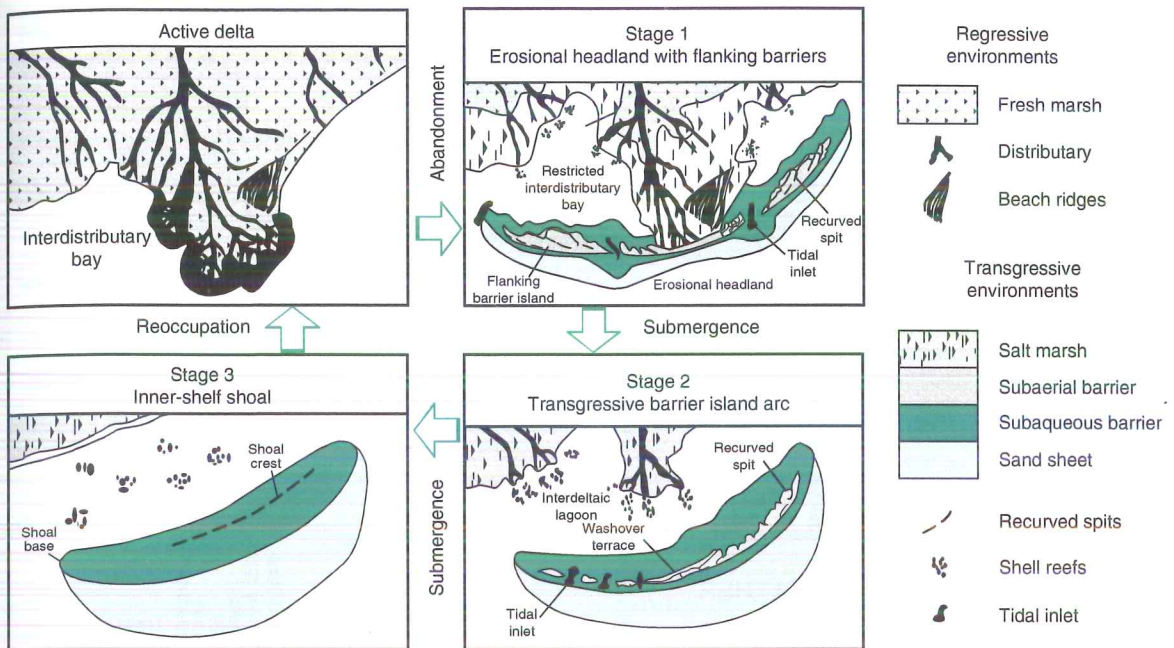 Active delta
Interdistributary
bay
Abandonment
Stage 1
Erosional headland with flanking barriers
Restricted
interdistributary
bay
Recurved
spit
Tidal
inlet
Flanking
barrier island
Erosional headland
Reoccupation
Submergence
Stage 3
Inner-shelf shoal
Shoal
crest
Shoal
base
Submergence
Stage 2
Transgressive barrier island arc
Recurved
spit
Interdeltaic
lagoon
Washover
terrace
Tidal
inlet
Regressive
environments
Fresh marsh
Distributary
Beach ridges
Transgressive
environments
Salt marsh
Subaerial barrier
Subaqueous barrier
Sand sheet
Recurved spits
Shell reefs
Tidal inlet